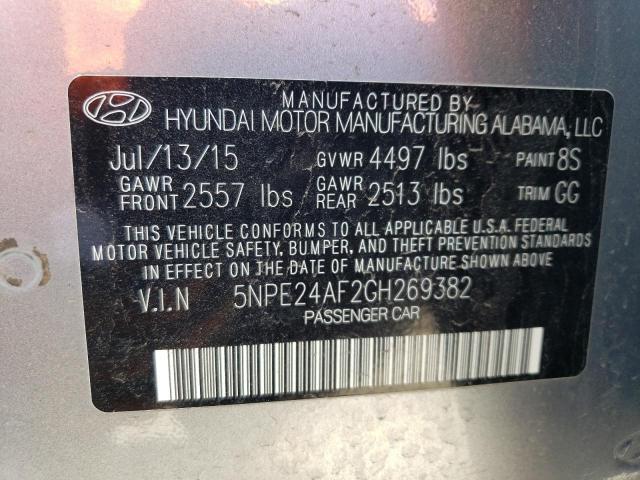 MANUFACTURED BY
HYUNDAI MOTOR MANUFACTURING ALABAMA, LLC
Jul/13/15 GVWR 4497 lbs PAINT 8S
GAWR FRONT 2557 lbs GAWR REAR 2513 lbs TRIM GG
THIS VEHICLE CONFORMS TO ALL APPLICABLE U.S.A. FEDERAL
MOTOR VEHICLE SAFETY, BUMPER, AND THEFT PREVENTION STANDARDS
IN EFFECT ON THE DATE OF MANUFACTURE SHOWN ABOVE.
V.I.N 5NPE24AF2GH269382
PASSENGER CAR